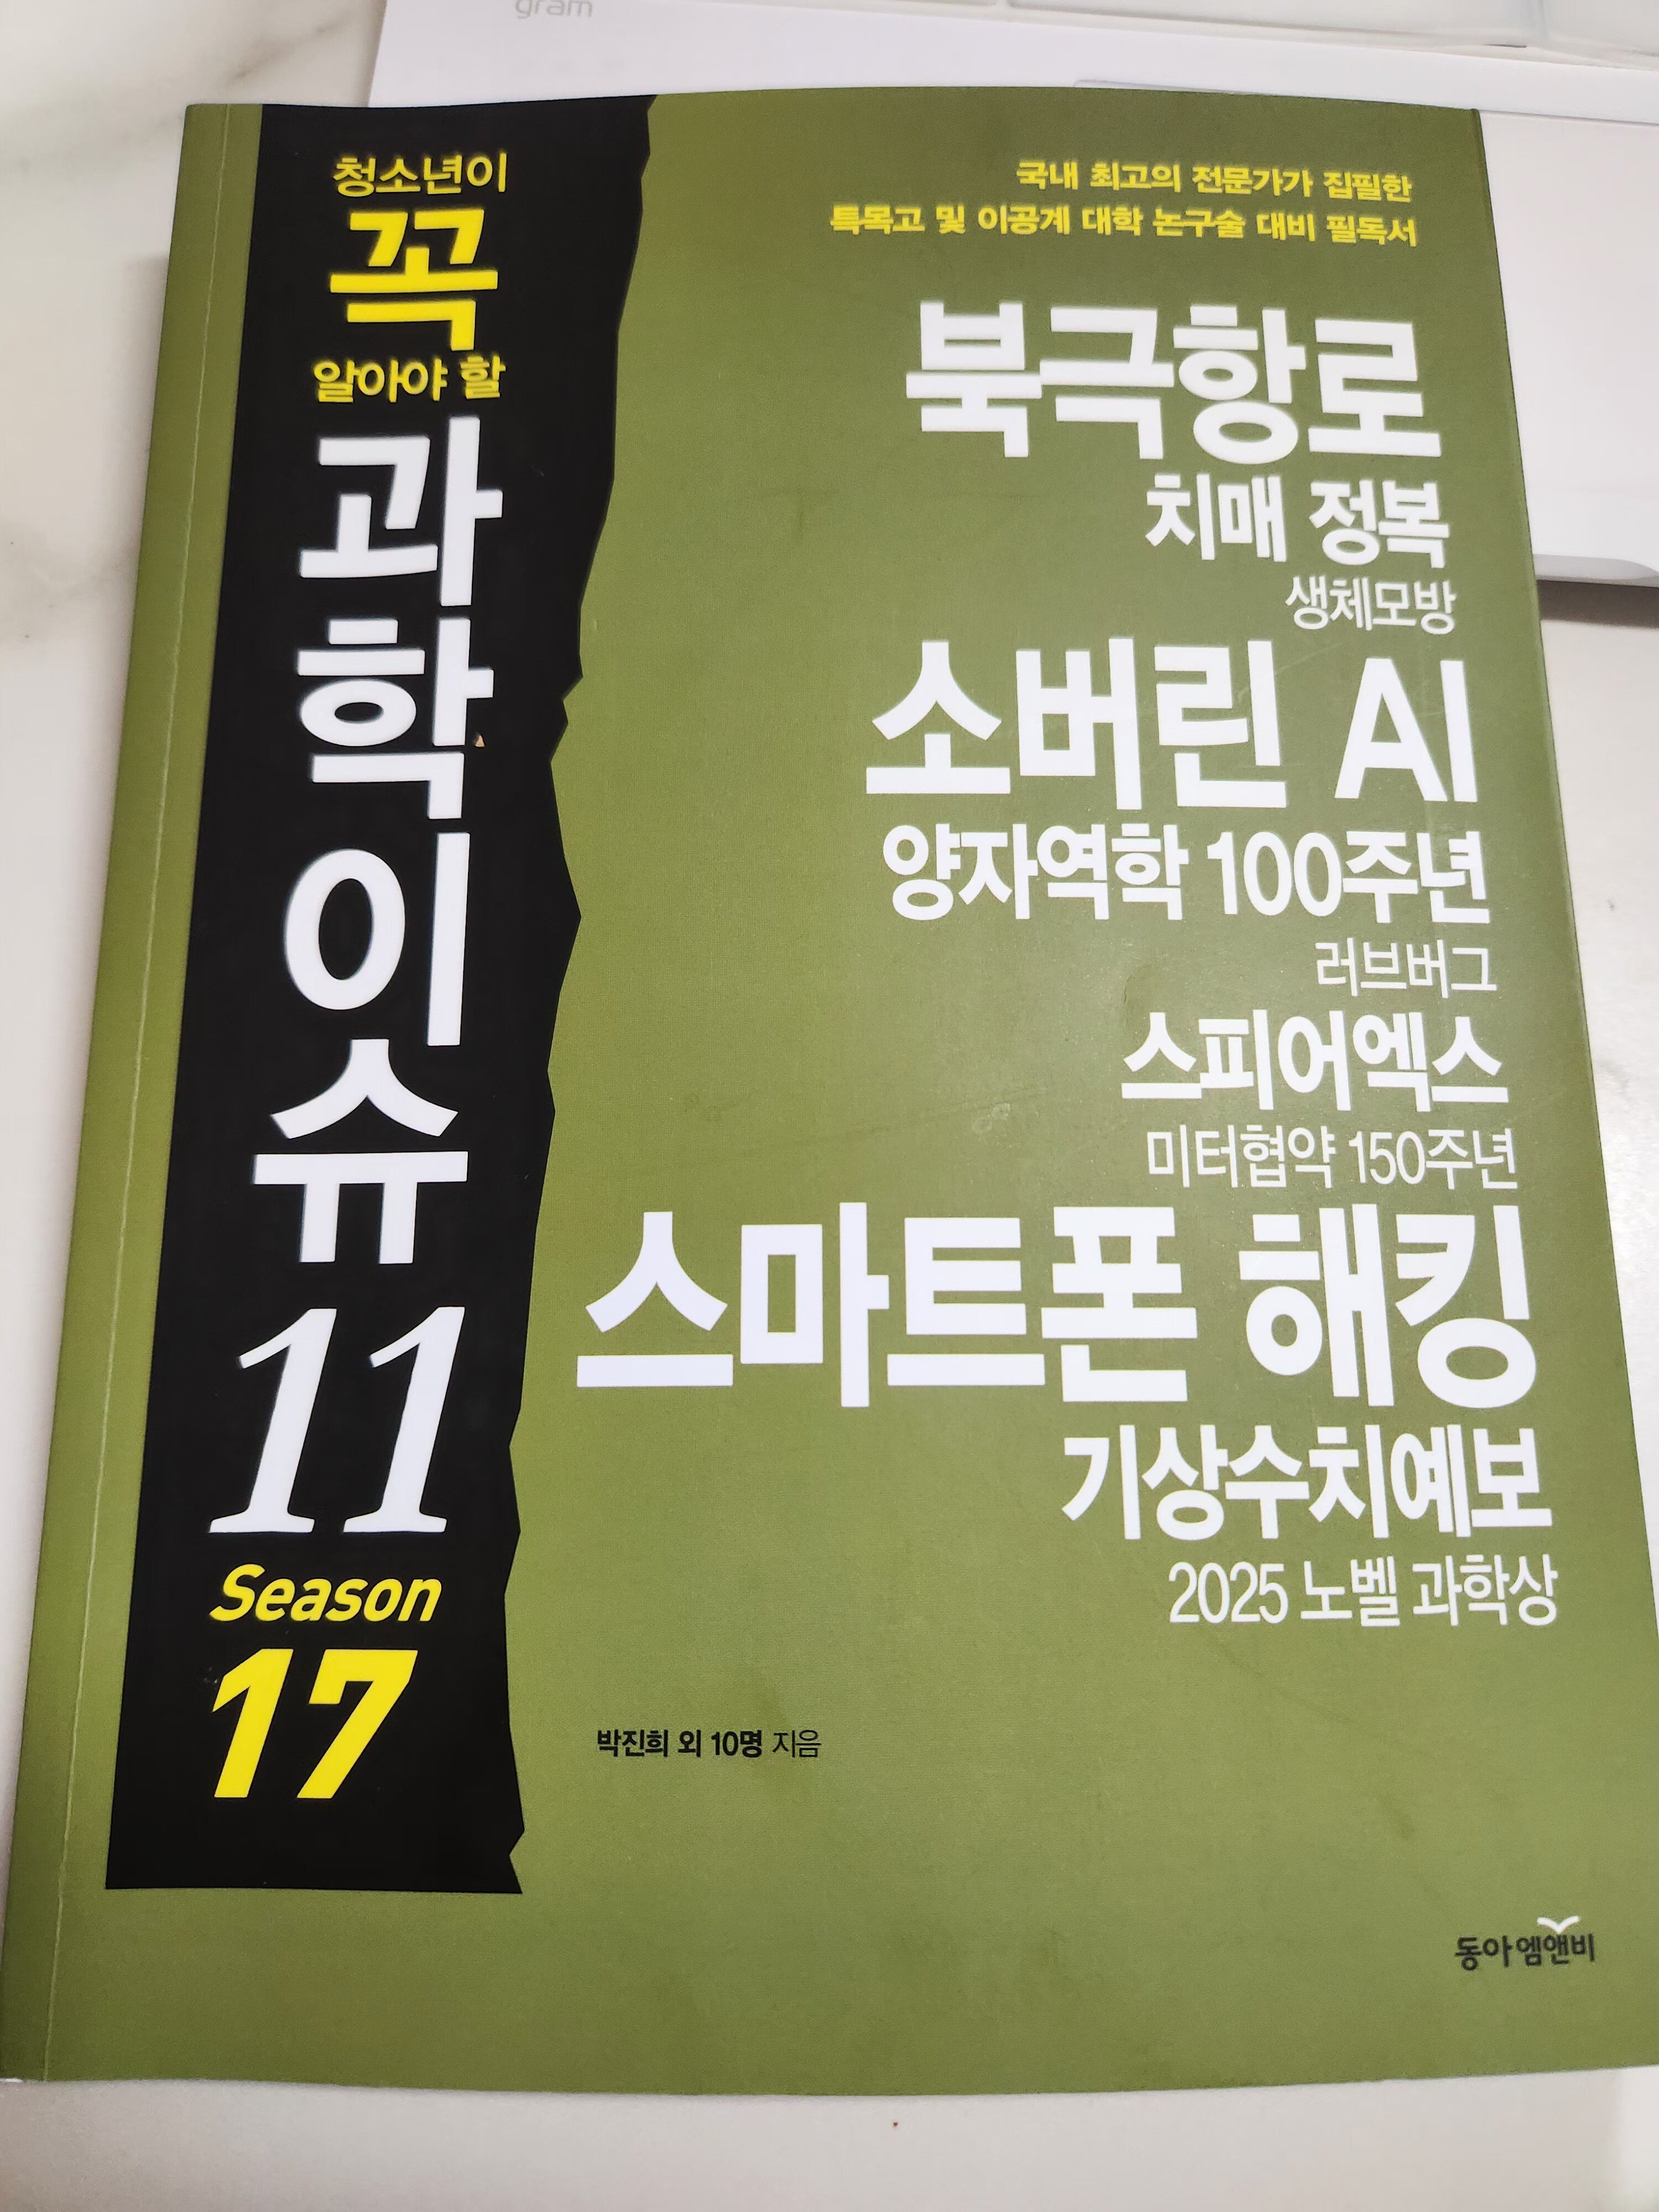 gram
청소년이
꼭
알아야 할
과학이슈
11
Season
17
국내 최고의 전문가가 집필한
특목고 및 이공계 대학 논구술 대비 필독서
북극항로
치매 정복
생체모방
소버린 AI
양자역학 100주년
러브버그
스피어엑스
미터협약 150주년
스마트폰 해킹
기상수치예보
2025 노벨 과학상
박진희 외 10명 지음
동아엠앤비